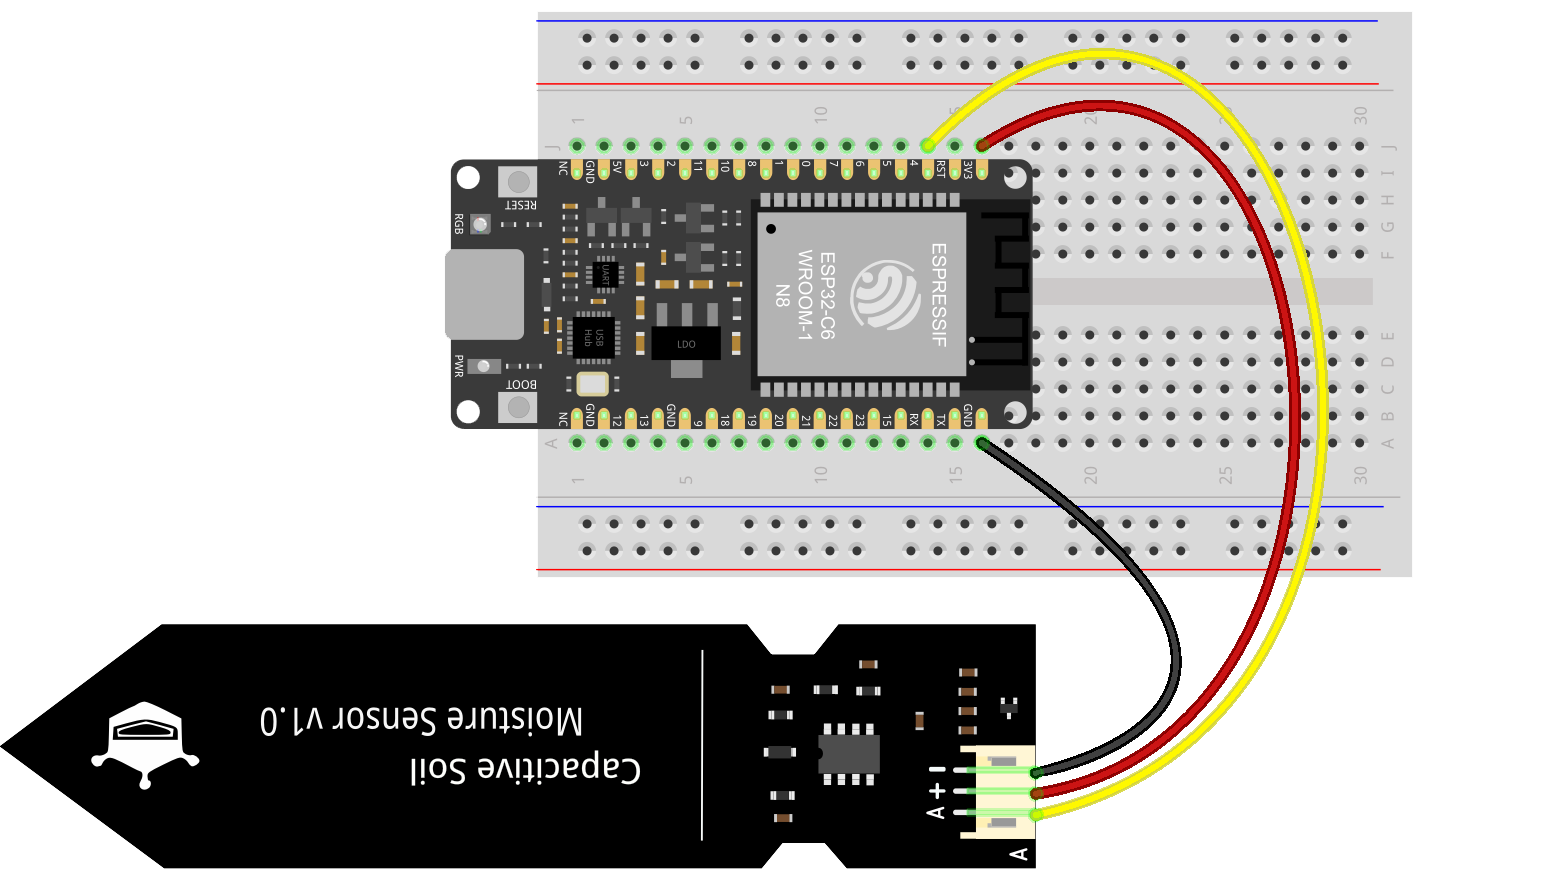 1 5 10 15 20 25 30
J J
I
H
G
F
NC GND 5V 3 2 11 10 8 1 0 7 6 5 4 RST 3V3
RESET
RGB
UART
USB
Hub
LDO
ESP32-C6
WROOM-1
N8
ESPRESSIF
PWR
BOOT
E
D
C
B
A A
NC GND 12 13 GND 9 18 19 20 21 22 23 15 RX TX GND
1 5 10 15 20 25 30
Capacitive Soil
Moisture Sensor v1.0
–
+
A
A